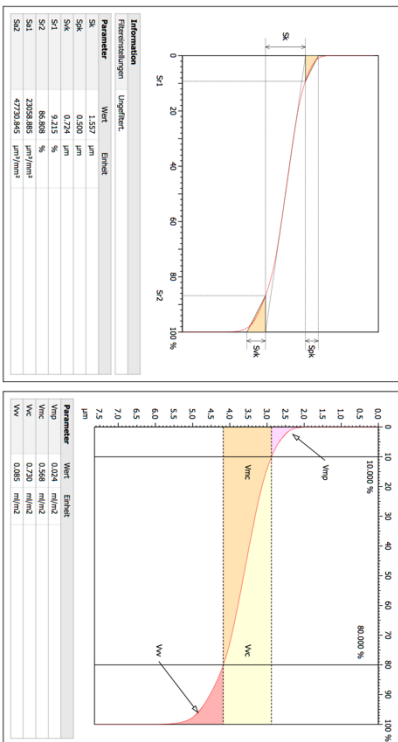 Spk
Sk
Svk
0 20 40 60 80 100 %
Sr1 Sr2
Information
Filtereinstellungen Ungefiltert.
Parameter Wert Einheit
Sk 1.557 µm
Spk 0.500 µm
Svk 0.724 µm
Sr1 9.215 %
Sr2 86.808 %
Sa1 23058.885 µm³/mm²
Sa2 47730.845 µm³/mm²
0 10 20 30 40 50 60 70 80 90 100 %
10.000 % 80.000 %
0.0
0.5
1.0
1.5
2.0
2.5
3.0
3.5
4.0
4.5
5.0
5.5
6.0
6.5
7.0
7.5
µm
Vmp
Vvc
Vmc
Vvv
Parameter Wert Einheit
Vmp 0.024 ml/m2
Vmc 0.568 ml/m2
Vvc 0.730 ml/m2
Vvv 0.085 ml/m2